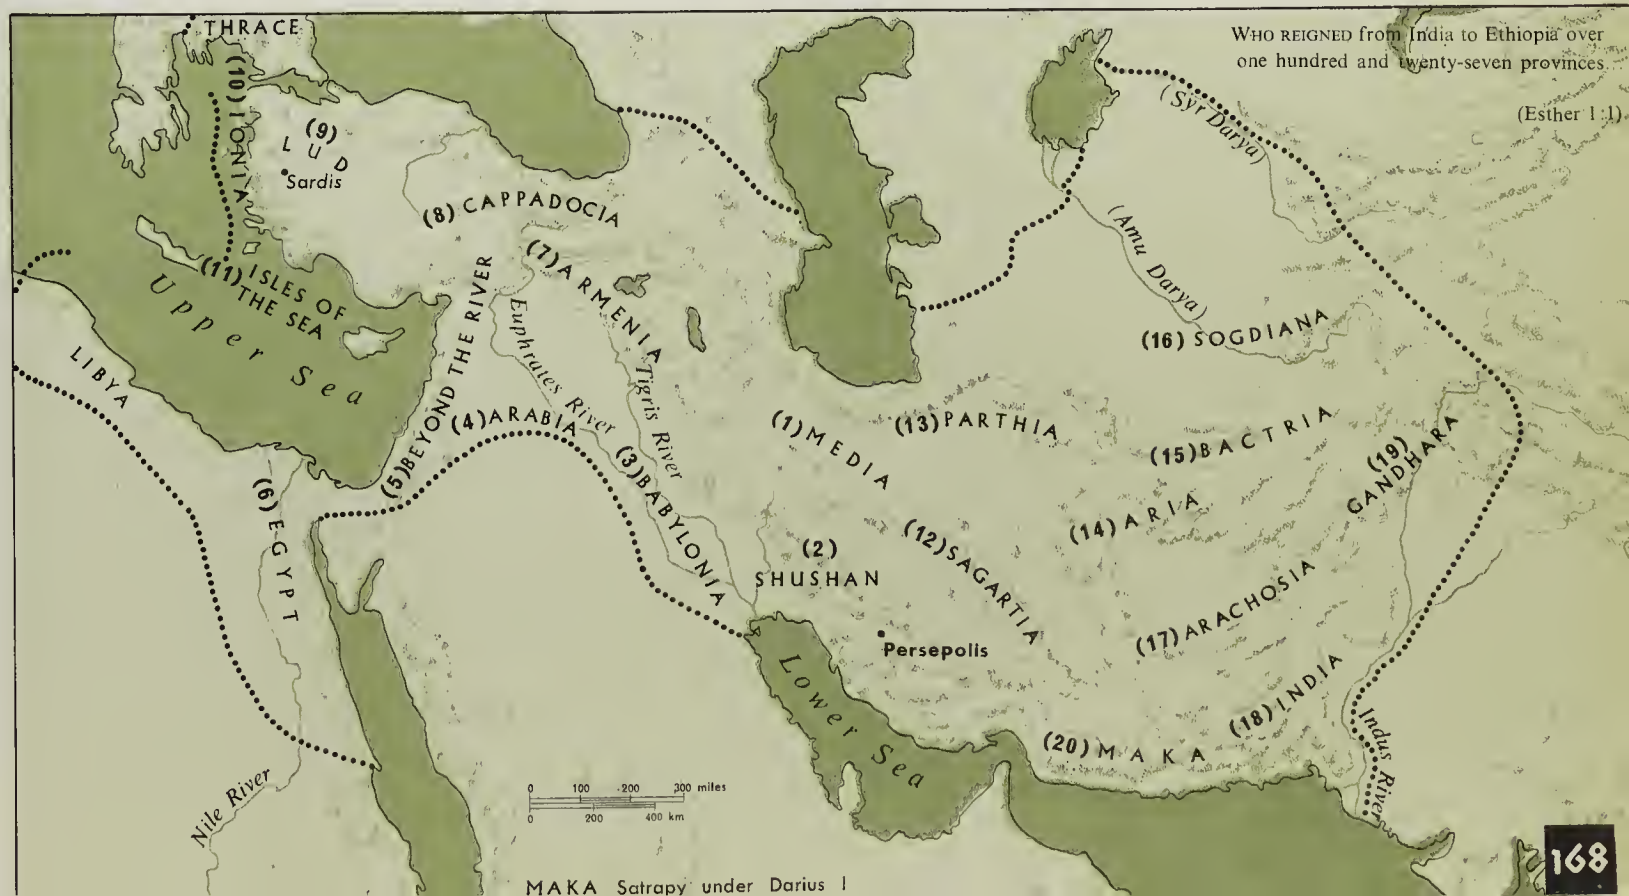 THRACE
WHO REIGNED from India to Ethiopia over
one hundred and twenty-seven provinces...
(Esther 1:1)
(10) IONIA
(9)
LUD
Sardis
(Syr Darya)
(8) CAPPADOCIA
(Amu Darya)
(7) ARMENIA
(11) ISLES OF
THE SEA
Upper Sea
LIBYA
(5) BEYOND THE RIVER
Euphrates River
Tigris River
(16) SOGDIANA
(4) ARABIA
(1) MEDIA
(13) PARTHIA
(15) BACTRIA
(19)
GANDHARA
(3) BABYLONIA
(6) EGYPT
(14) ARIA
(12) SAGARTIA
(2)
SHUSHAN
(17) ARACHOSIA
Persepolis
Lower Sea
(18) INDIA
(20) MAKA
Indus River
Nile River
0 100 200 300 miles
0 200 400 km
168
MAKA Satrapy under Darius I